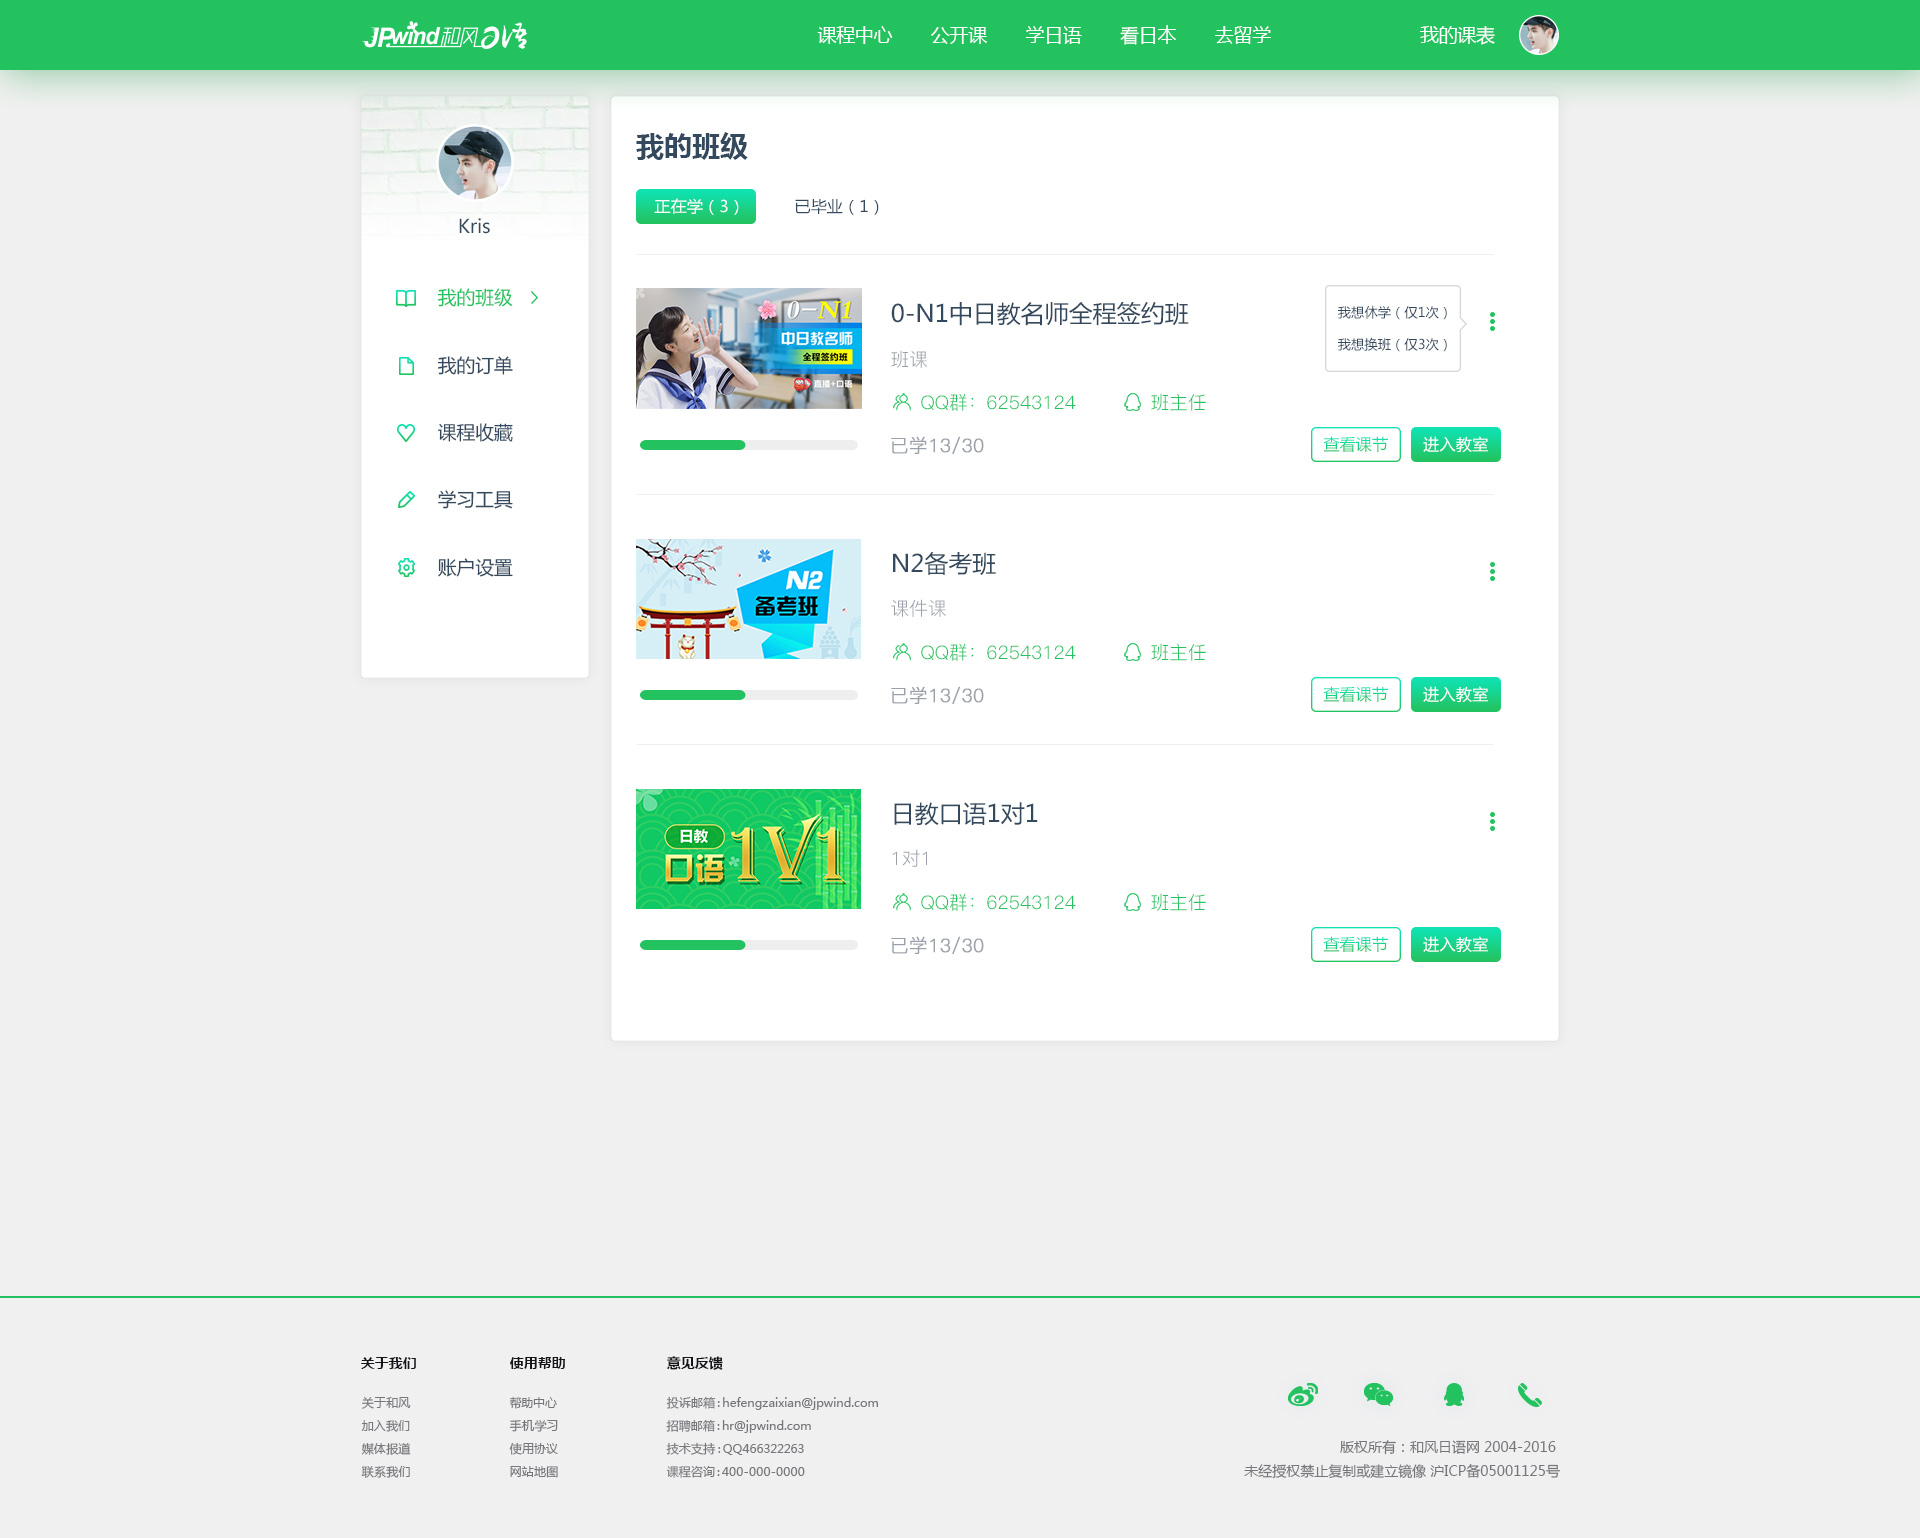 JPwind和风日语
课程中心
公开课
学日语
看日本
去留学
我的课表
Kris
我的班级
我的订单
课程收藏
学习工具
账户设置
我的班级
正在学（3）
已毕业（1）
0-N1
中日教名师
全程签约班
直播+口语
0-N1中日教名师全程签约班
班课
QQ群：62543124
班主任
已学13/30
我想休学（仅1次）
我想换班（仅3次）
查看课节
进入教室
N2
备考班
N2备考班
课件课
QQ群：62543124
班主任
已学13/30
查看课节
进入教室
日教
口语
1V1
日教口语1对1
1对1
QQ群：62543124
班主任
已学13/30
查看课节
进入教室
关于我们
关于和风
加入我们
媒体报道
联系我们
使用帮助
帮助中心
手机学习
使用协议
网站地图
意见反馈
投诉邮箱:hefengzaixian@jpwind.com
招聘邮箱:hr@jpwind.com
技术支持:QQ466322263
课程咨询:400-000-0000
版权所有：和风日语网 2004-2016
未经授权禁止复制或建立镜像 沪ICP备05001125号